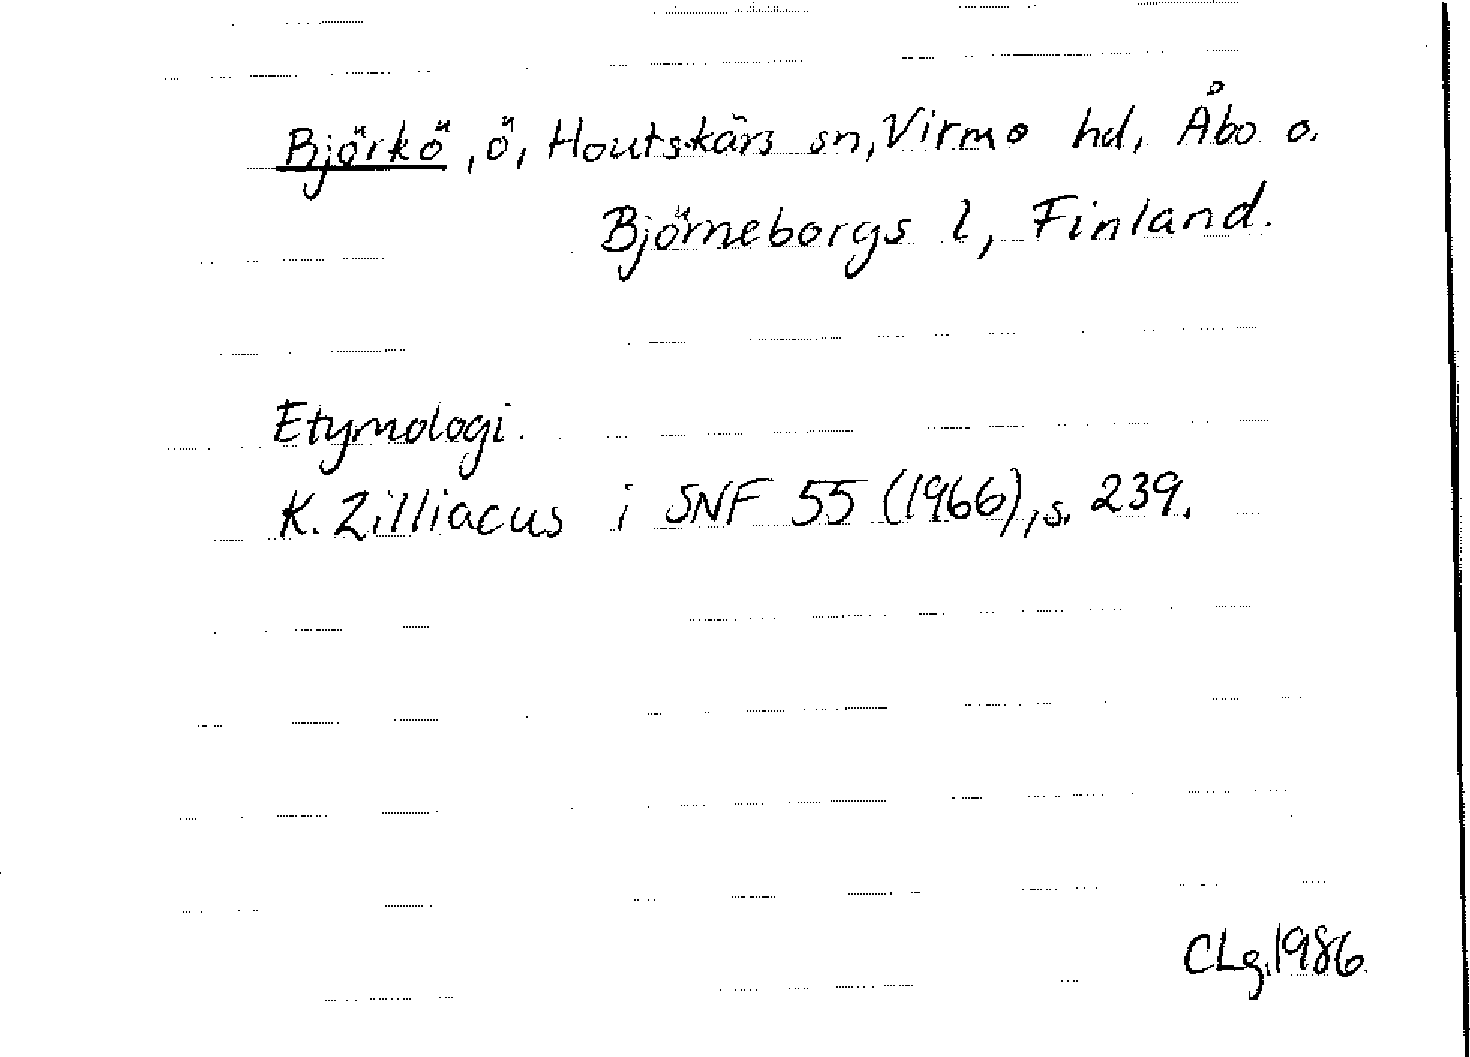 Björkö, ö, Houtskärs sn, Virmo hd, Åbo o.
Björneborgs l, Finland.
Etymologi.
K. Zilliacus i SNF 55 (1966), s. 239.
CLg. 1986